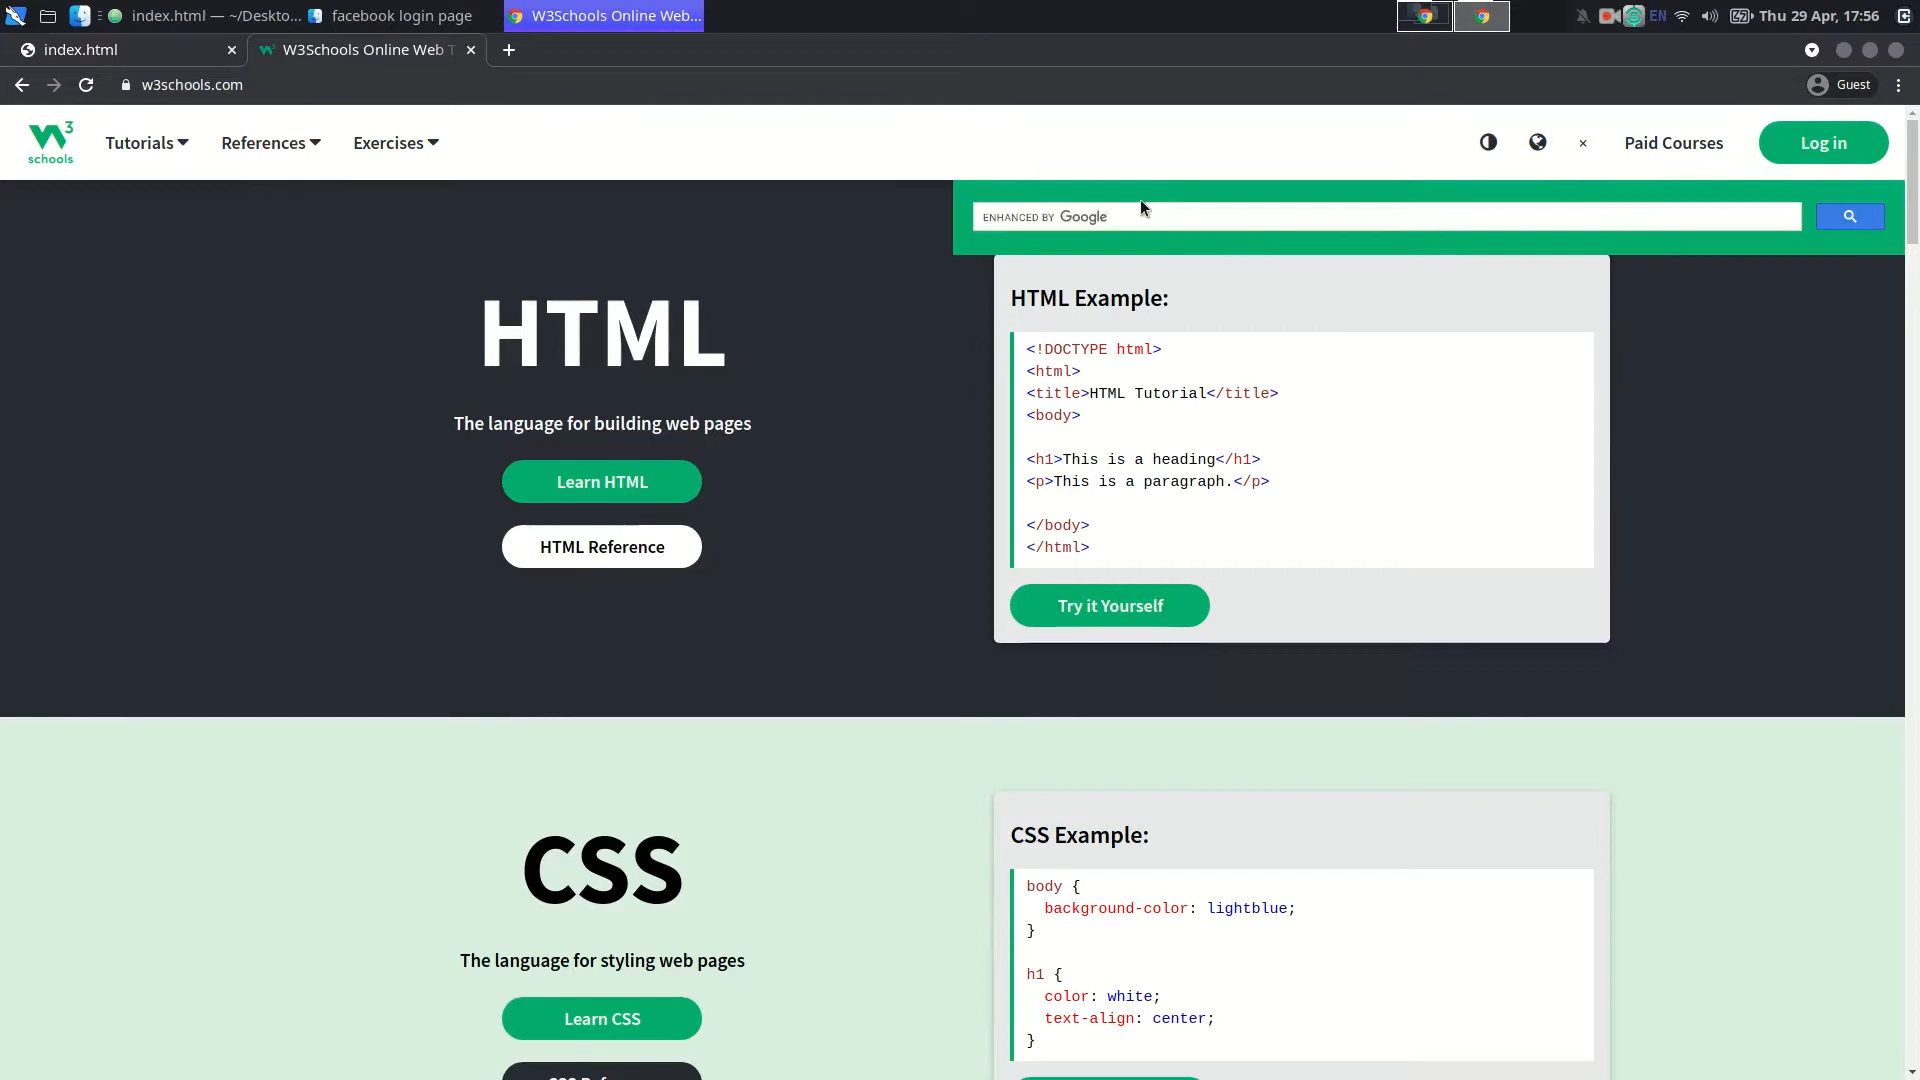 index.html — ~/Deskto...
facebook login page
W3Schools Online Web...
EN
Thu 29 Apr, 17:56
index.html
W3Schools Online Web T
w3schools.com
Guest
W3
schools
Tutorials
References
Exercises
Paid Courses
Log in
ENHANCED BY Google
HTML
The language for building web pages
Learn HTML
HTML Reference
HTML Example:
<!DOCTYPE html>
<html>
<title>HTML Tutorial</title>
<body>
<h1>This is a heading</h1>
<p>This is a paragraph.</p>
</body>
</html>
Try it Yourself
CSS
The language for styling web pages
Learn CSS
CSS Example:
body {
background-color: lightblue;
}
h1 {
color: white;
text-align: center;
}